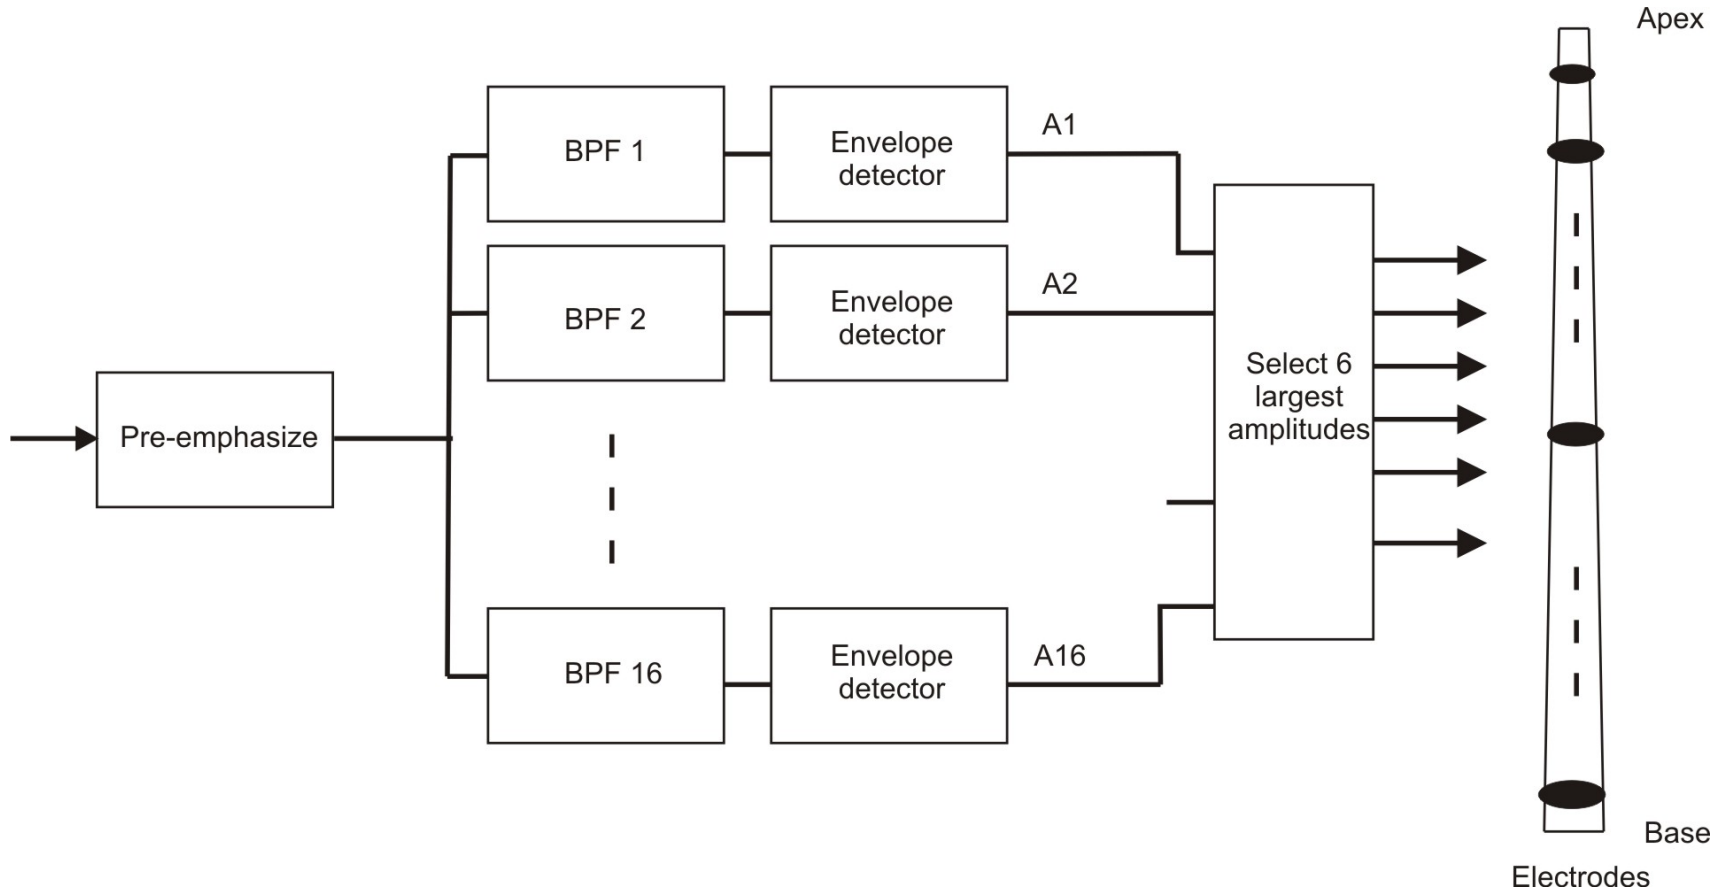 Apex
BPF 1
Envelope
detector
A1
BPF 2
Envelope
detector
A2
Pre-emphasize
Select 6
largest
amplitudes
BPF 16
Envelope
detector
A16
Base
Electrodes